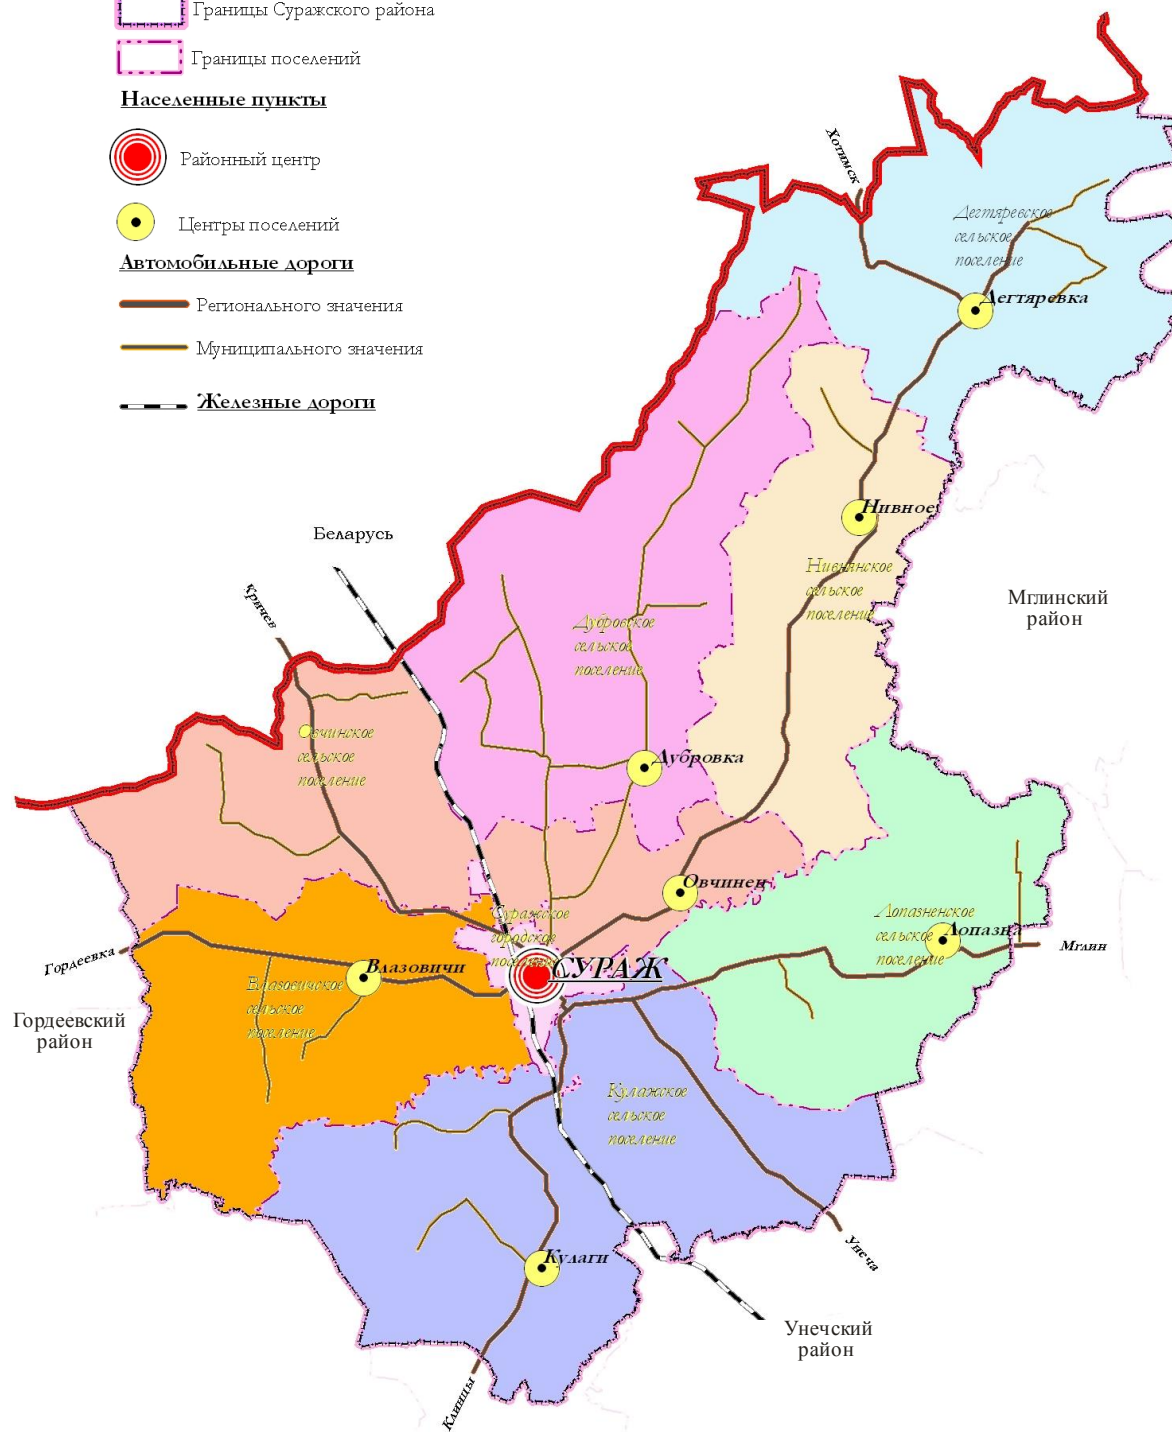 Границы Суражского района
Границы поселений
Населенные пункты
Районный центр
Центры поселений
Автомобильные дороги
Регионального значения
Муниципального значения
Железные дороги
Хотимск
Дегтяревское
сельское
поселение
Дегтяревка
Нивное
Беларусь
Нивнянское
сельское
поселение
Мглинский
район
Кричев
Дубровское
сельское
поселение
Овчинское
сельское
поселение
Дубровка
Овчинец
Суражское
городское
поселение
Лопазненское
сельское
поселение
Лопазна
Мглин
Гордеевка
Влазовичи
СУРАЖ
Влазовичское
сельское
поселение
Гордеевский
район
Кулажское
сельское
поселение
Унеча
Кулаги
Унечский
район
Клинцы